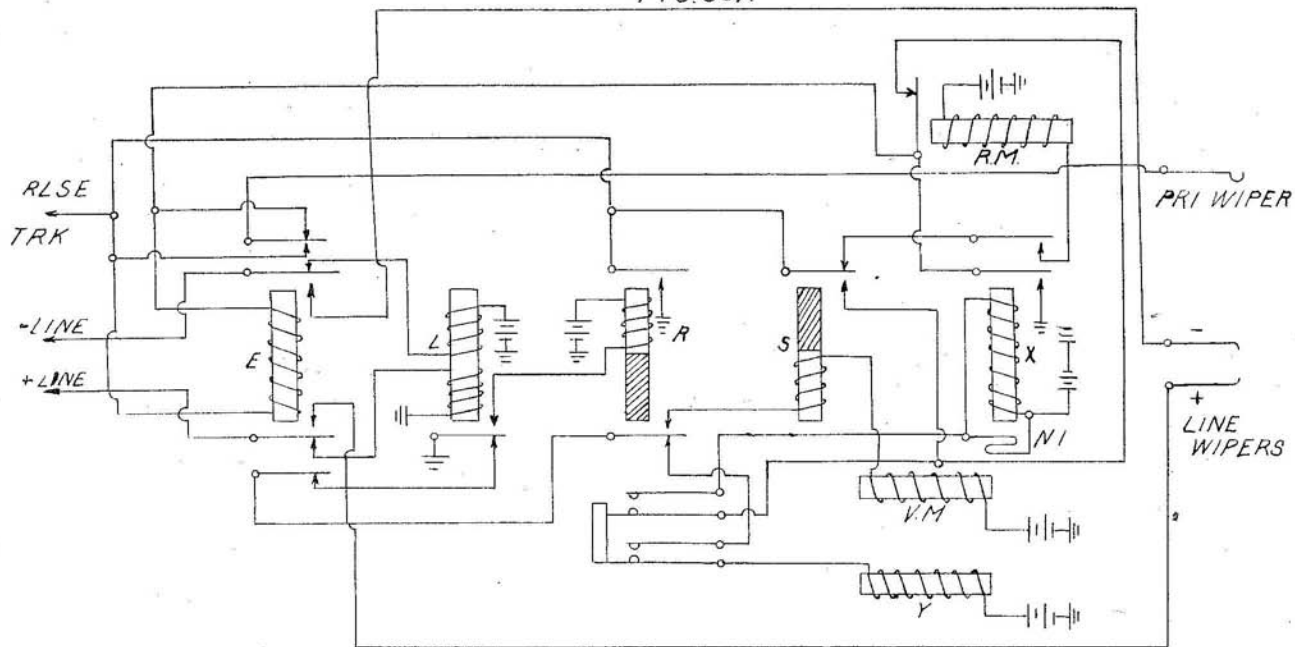 R.M.
RLSE
TRK
PRI WIPER
-LINE
+LINE
E
L
R
S
X
-
+
LINE
WIPERS
N1
V.M
Y